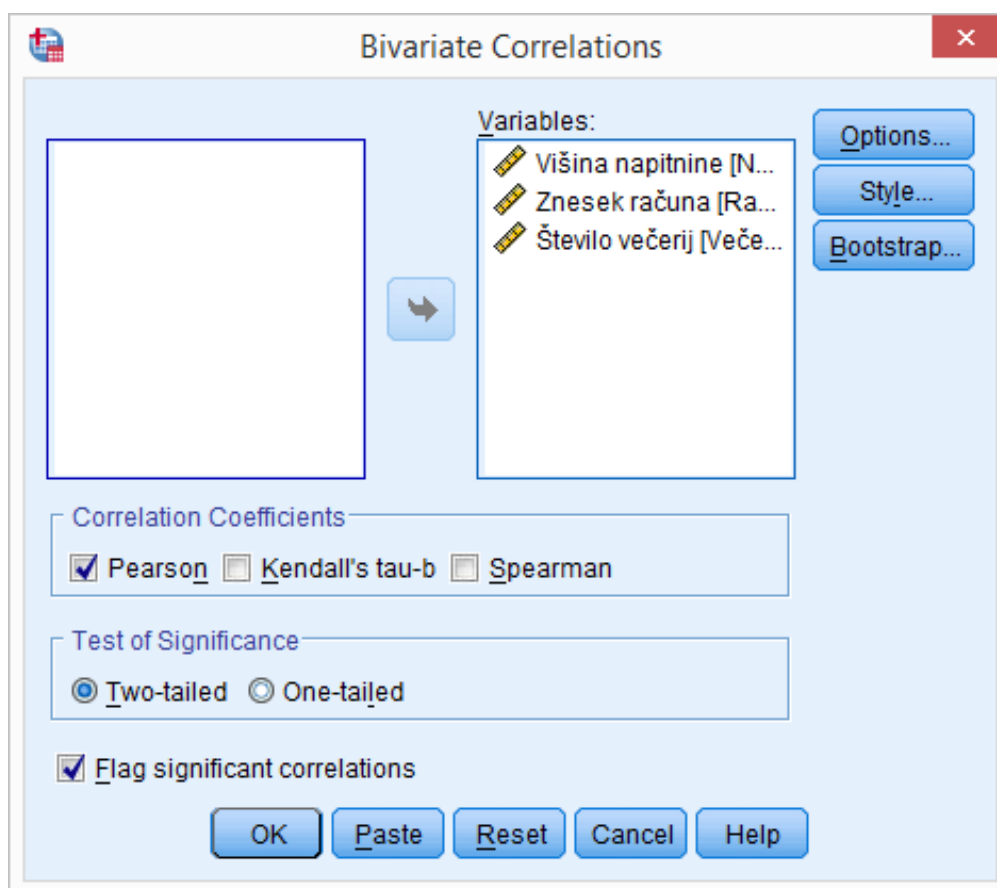 Bivariate Correlations
Variables:
Višina napitnine [N...
Znesek računa [Ra...
Število večerij [Veče...
Options...
Style...
Bootstrap...
Correlation Coefficients
Pearson Kendall's tau-b Spearman
Test of Significance
Two-tailed One-tailed
Flag significant correlations
OK Paste Reset Cancel Help